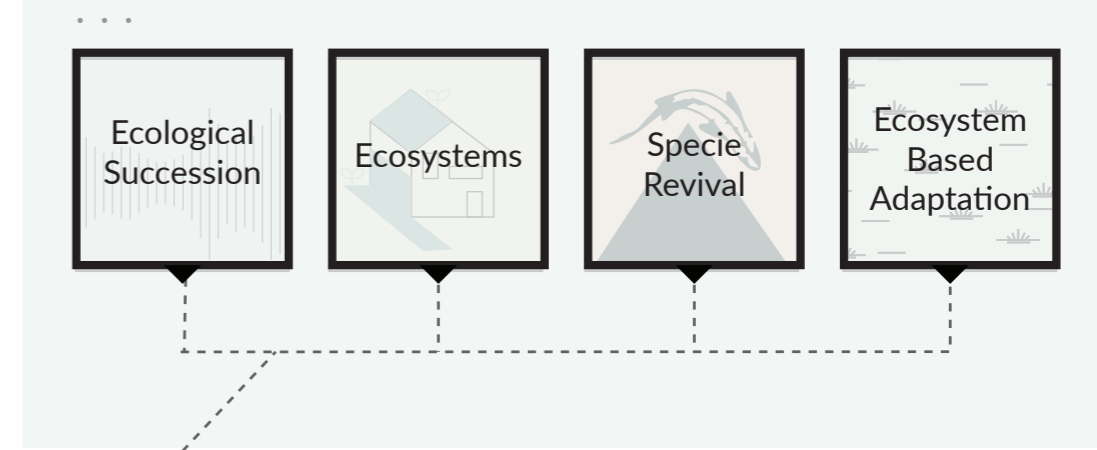 Ecological
Succession
Ecosystems
Specie
Revival
Ecosystem
Based
Adaptation